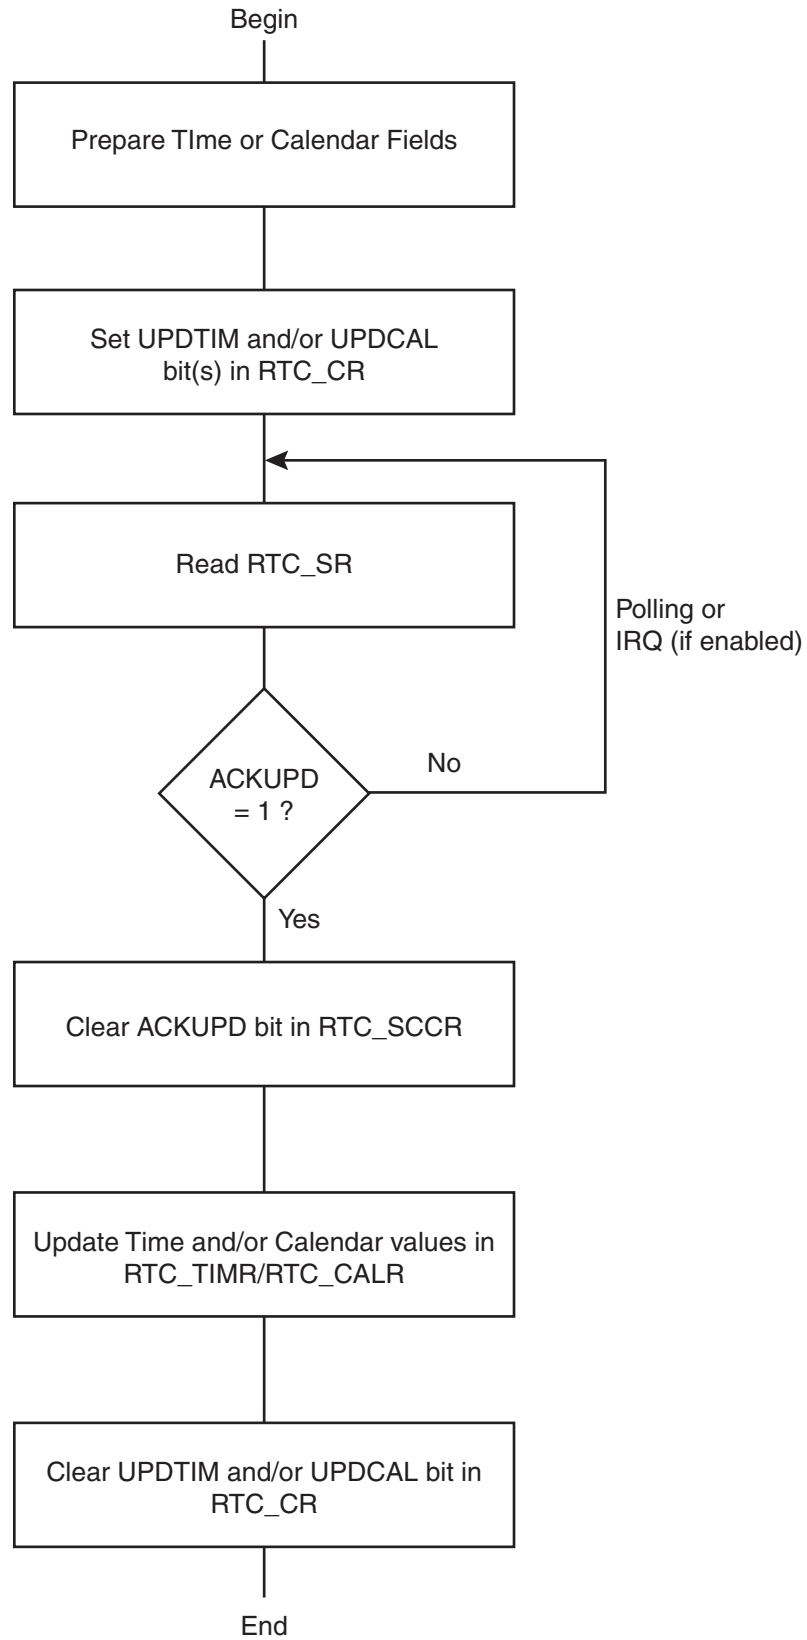 Begin
Prepare TIme or Calendar Fields
Set UPDTIM and/or UPDCAL
bit(s) in RTC_CR
Read RTC_SR
Polling or
IRQ (if enabled)
ACKUPD
= 1 ?
No
Yes
Clear ACKUPD bit in RTC_SCCR
Update Time and/or Calendar values in
RTC_TIMR/RTC_CALR
Clear UPDTIM and/or UPDCAL bit in
RTC_CR
End